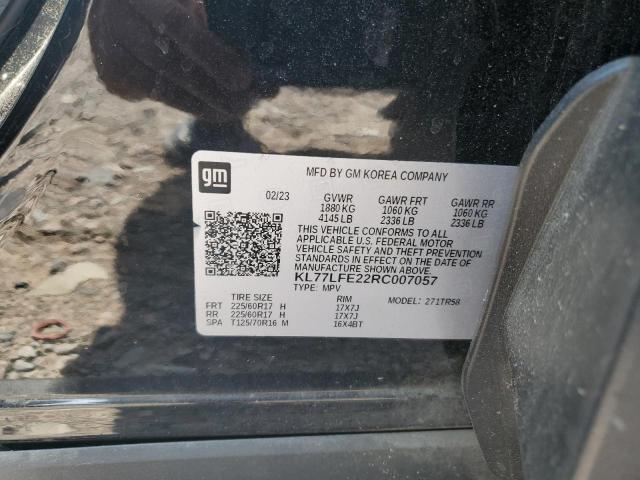 gm
MFD BY GM KOREA COMPANY
02/23 GVWR GAWR FRT GAWR RR
1880 KG 1060 KG 1060 KG
4145 LB 2336 LB 2336 LB
THIS VEHICLE CONFORMS TO ALL
APPLICABLE U.S. FEDERAL MOTOR
VEHICLE SAFETY AND THEFT PREVENTION
STANDARDS IN EFFECT ON THE DATE OF
MANUFACTURE SHOWN ABOVE.
KL77LFE22RC007057
TYPE: MPV MODEL: 271TR58
TIRE SIZE RIM
FRT 225/60R17 H 17X7J
RR 225/60R17 H 17X7J
SPA T125/70R16 M 16X4BT